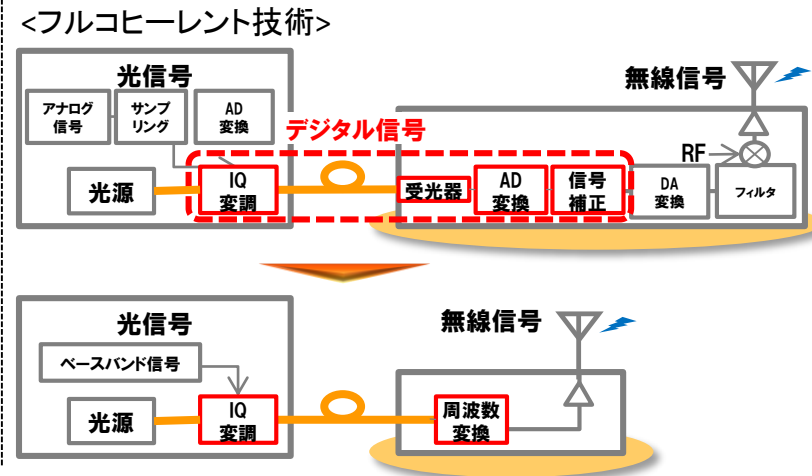 <フルコヒーレント技術>
光信号
無線信号
アナログ
信号
サンプ
リング
AD
変換
デジタル信号
RF
光源
IQ
変調
受光器
AD
変換
信号
補正
DA
変換
フィルタ
光信号
無線信号
ベースバンド信号
光源
IQ
変調
周波数
変換